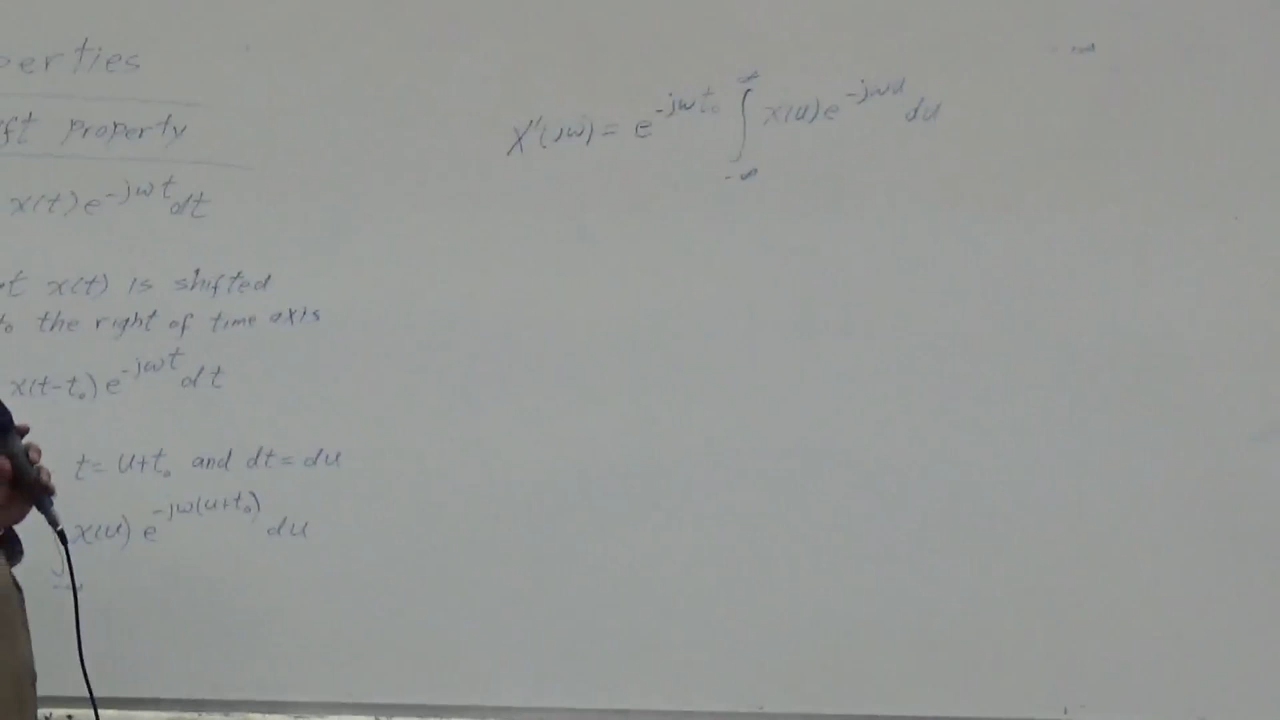 perties
ft Property
x(t)e^{-jωt}dt
t x(t) is shifted
to the right of time axis
x(t-t₀)e^{-jωt}dt
t=u+t₀ and dt=du
∫x(u)e^{-jω(u+t₀)}du
X'(jω)=e^{-jωt₀}∫_{-∞}^{∞}x(u)e^{-jωu}du